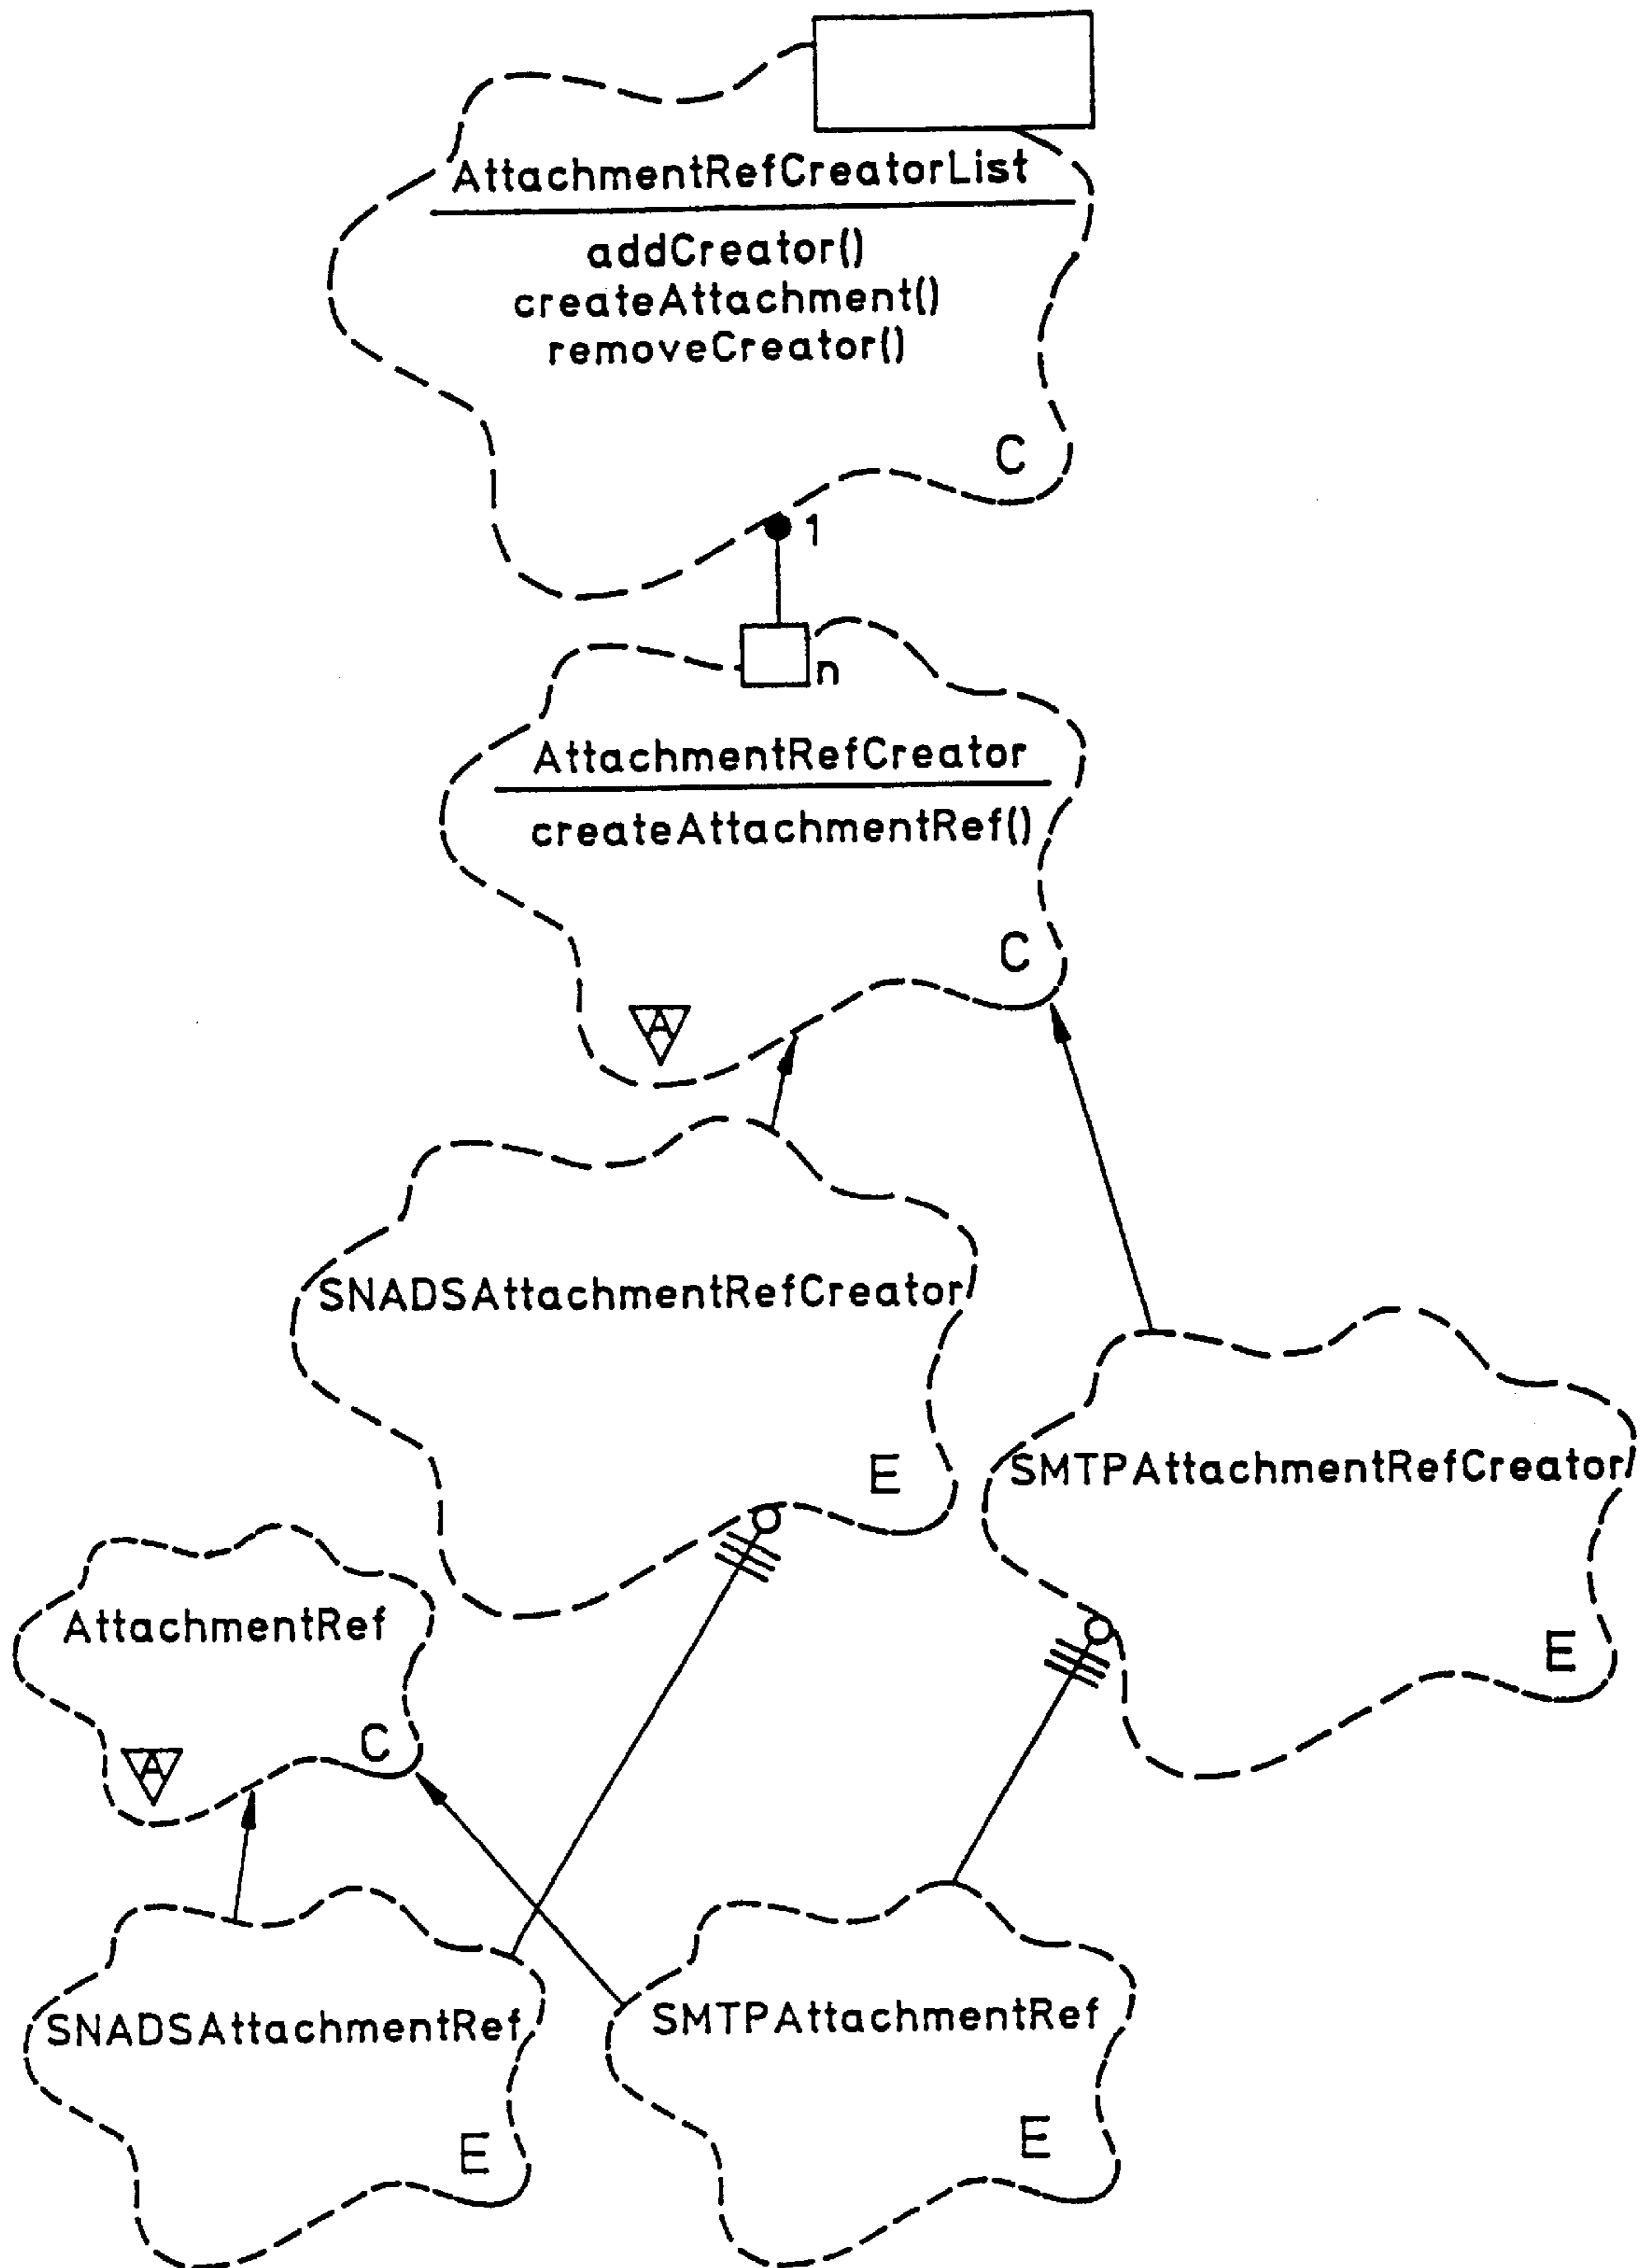 AttachmentRefCreatorList
addCreator()
createAttachment()
removeCreator()
C
1
n
AttachmentRefCreator
createAttachmentRef()
C
A
SNADSAttachmentRefCreator
E
SMTPAttachmentRefCreator
E
AttachmentRef
C
A
SNADSAttachmentRef
E
SMTPAttachmentRef
E